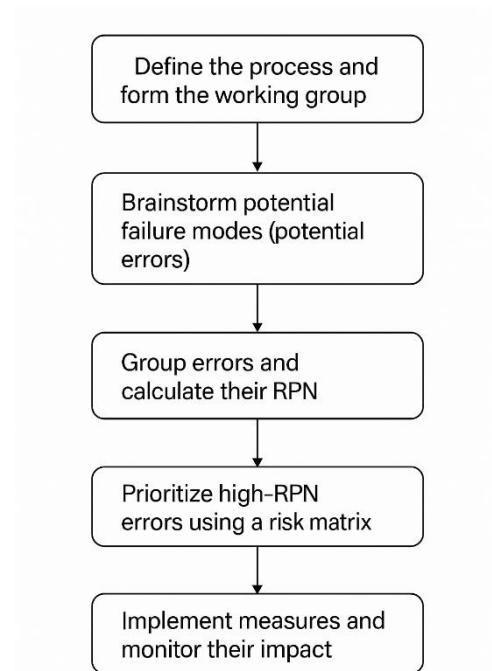 Define the process and
form the working group
Brainstorm potential
failure modes (potential
errors)
Group errors and
calculate their RPN
Prioritize high-RPN
errors using a risk matrix
Implement measures and
monitor their impact